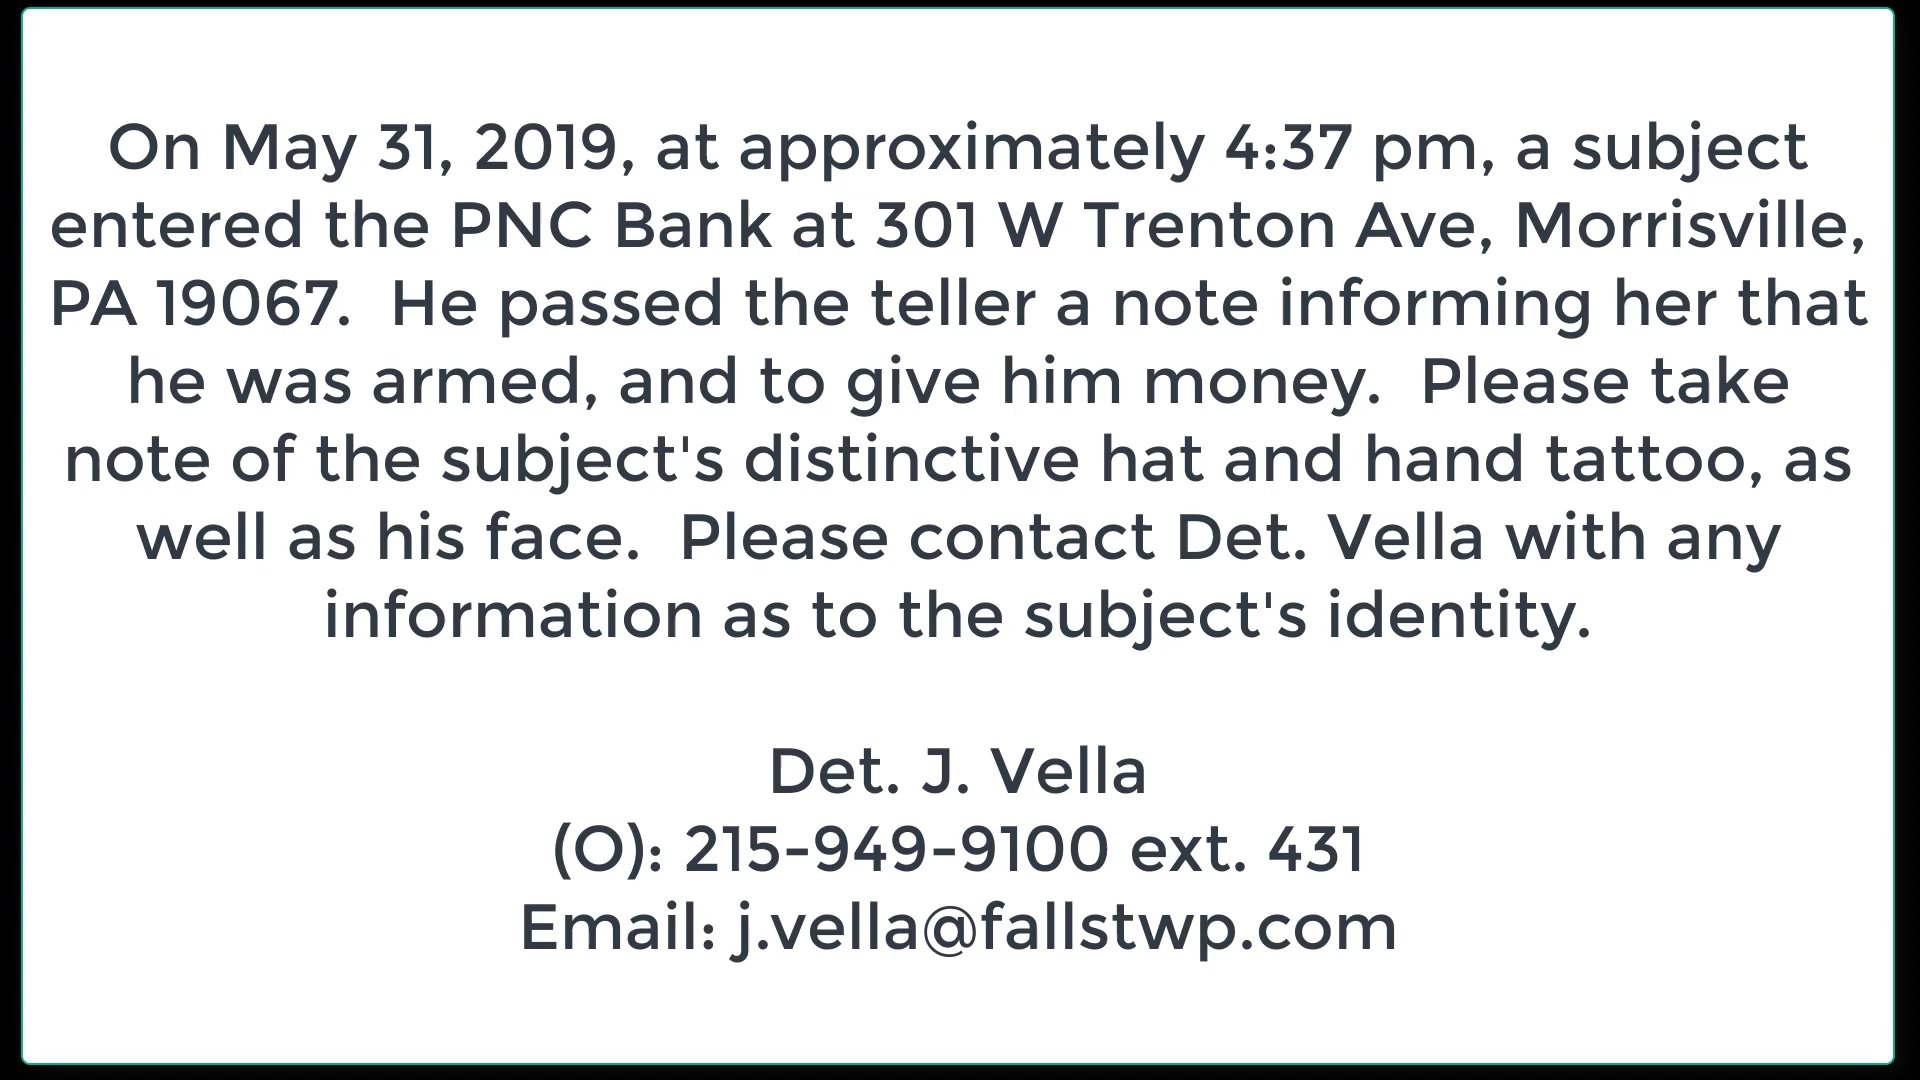 On May 31, 2019, at approximately 4:37 pm, a subject
entered the PNC Bank at 301 W Trenton Ave, Morrisville,
PA 19067.  He passed the teller a note informing her that
he was armed, and to give him money.  Please take
note of the subject's distinctive hat and hand tattoo, as
well as his face.  Please contact Det. Vella with any
information as to the subject's identity.
Det. J. Vella
(O): 215-949-9100 ext. 431
Email: j.vella@fallstwp.com